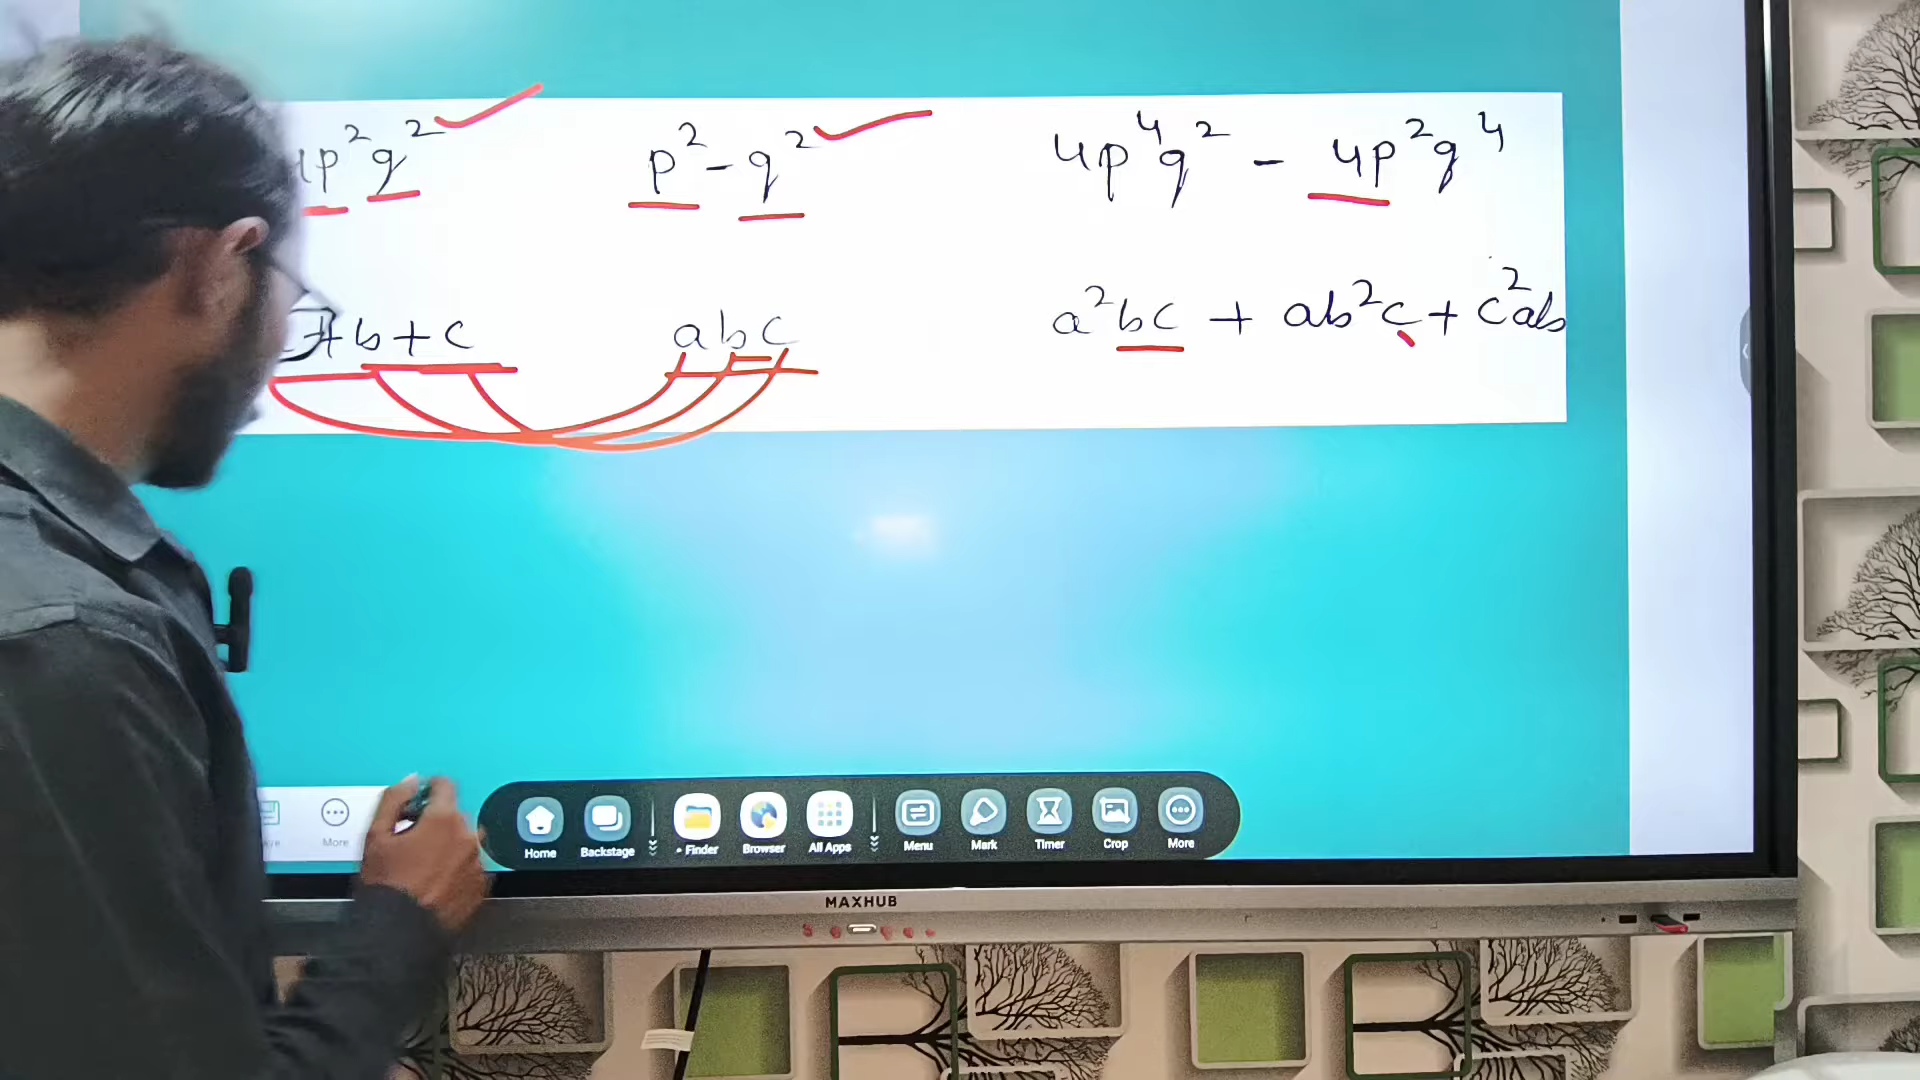 4p²q² p² - q² 4p⁴q² - 4p²q⁴
+ b + c abc a²bc + ab²c + c²ab
More Home Backstage Finder Browser All Apps Menu Mark Timer Crop More
MAXHUB